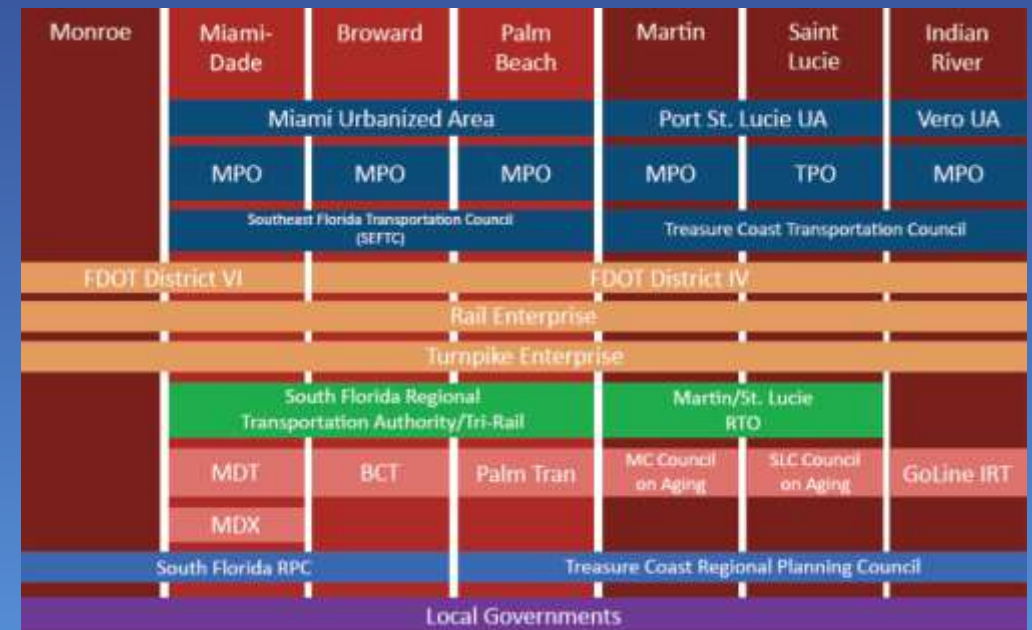 Monroe
Miami-
Dade
Broward
Palm
Beach
Martin
Saint
Lucie
Indian
River
Miami Urbanized Area
Port St. Lucie UA
Vero UA
MPO
MPO
MPO
MPO
TPO
MPO
Southeast Florida Transportation Council
(SEFTC)
Treasure Coast Transportation Council
FDOT District VI
FDOT District IV
Rail Enterprise
Turnpike Enterprise
South Florida Regional
Transportation Authority/Tri-Rail
Martin/St. Lucie
RTO
MDT
BCT
Palm Tran
MC Council
on Aging
SLC Council
on Aging
GoLine IRT
MDX
South Florida RPC
Treasure Coast Regional Planning Council
Local Governments